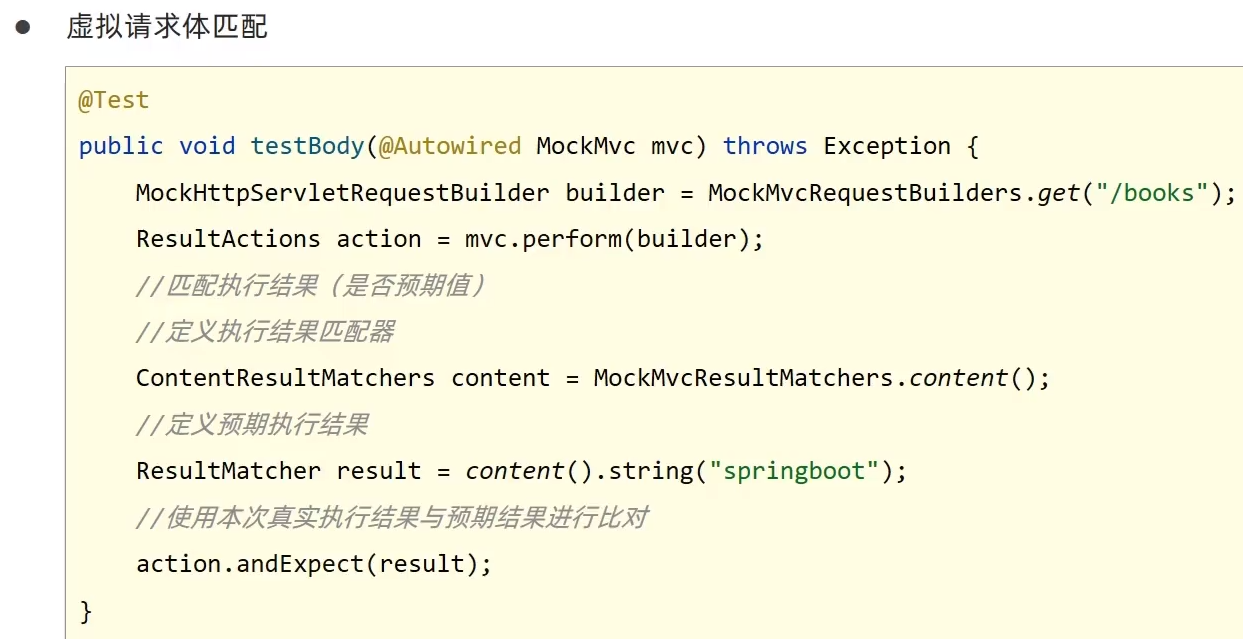 ● 虚拟请求体匹配
@Test
public void testBody(@Autowired MockMvc mvc) throws Exception {
    MockHttpServletRequestBuilder builder = MockMvcRequestBuilders.get("/books");
    ResultActions action = mvc.perform(builder);
    //匹配执行结果（是否预期值）
    //定义执行结果匹配器
    ContentResultMatchers content = MockMvcResultMatchers.content();
    //定义预期执行结果
    ResultMatcher result = content().string("springboot");
    //使用本次真实执行结果与预期结果进行比对
    action.andExpect(result);
}